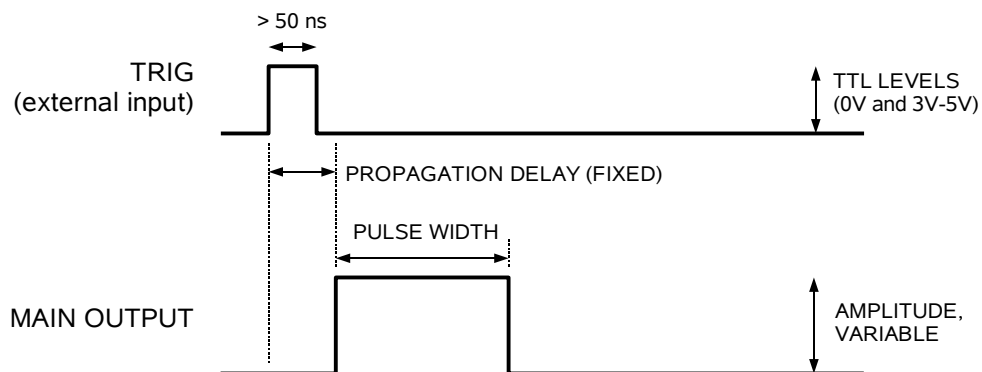 > 50 ns
TRIG
(external input)
TTL LEVELS
(0V and 3V-5V)
PROPAGATION DELAY (FIXED)
PULSE WIDTH
MAIN OUTPUT
AMPLITUDE,
VARIABLE